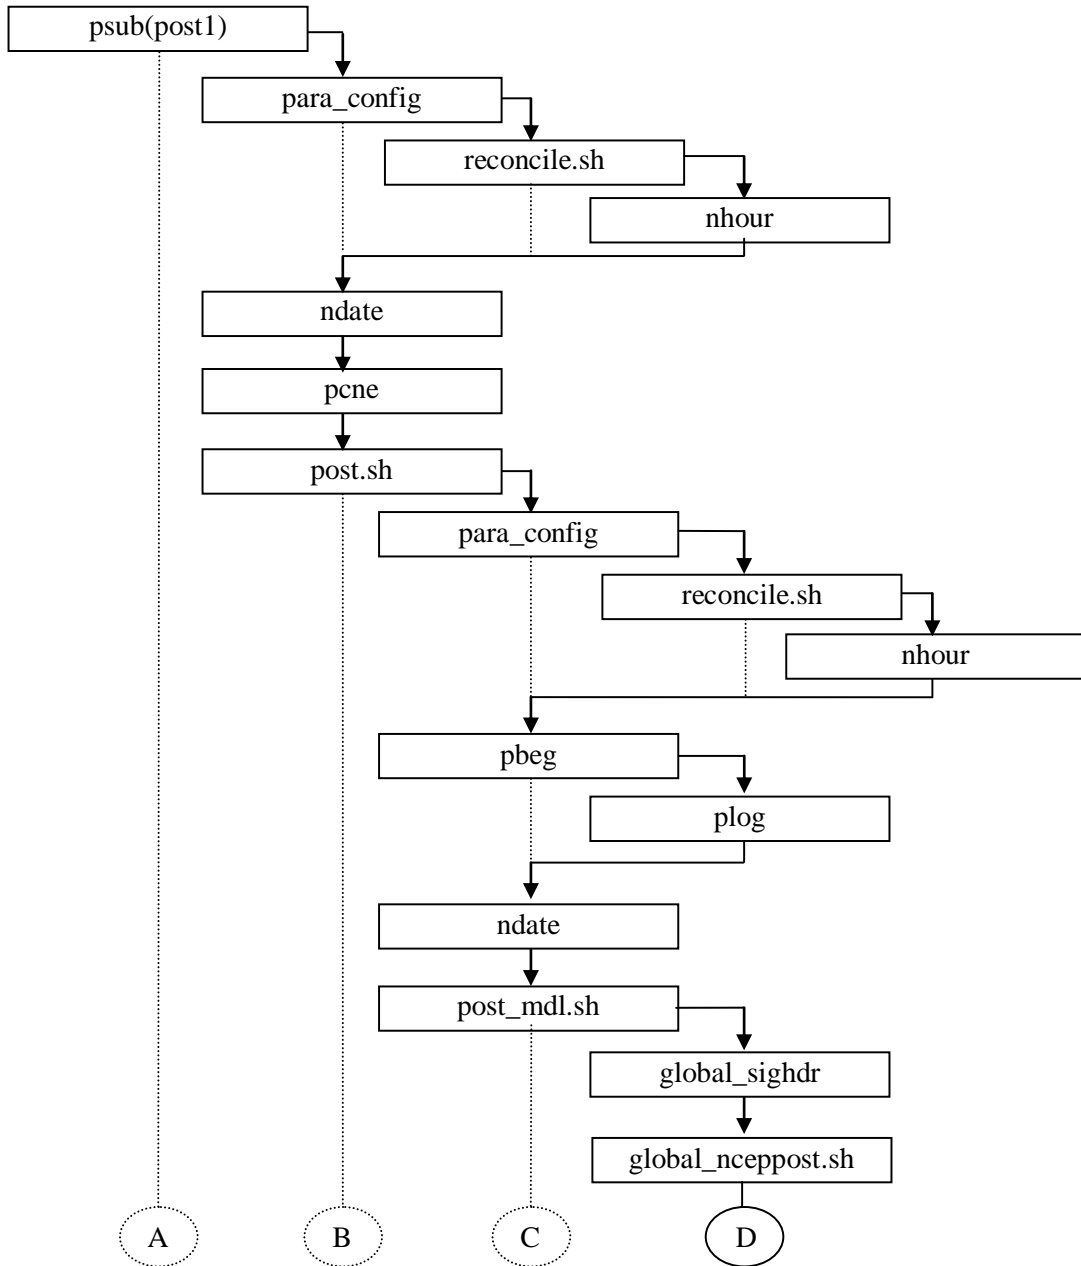 psub(post1)
para_config
reconcile.sh
nhour
ndate
pcne
post.sh
para_config
reconcile.sh
nhour
pbeg
plog
ndate
post_mdl.sh
global_sighdr
global_nceppost.sh
A
B
C
D